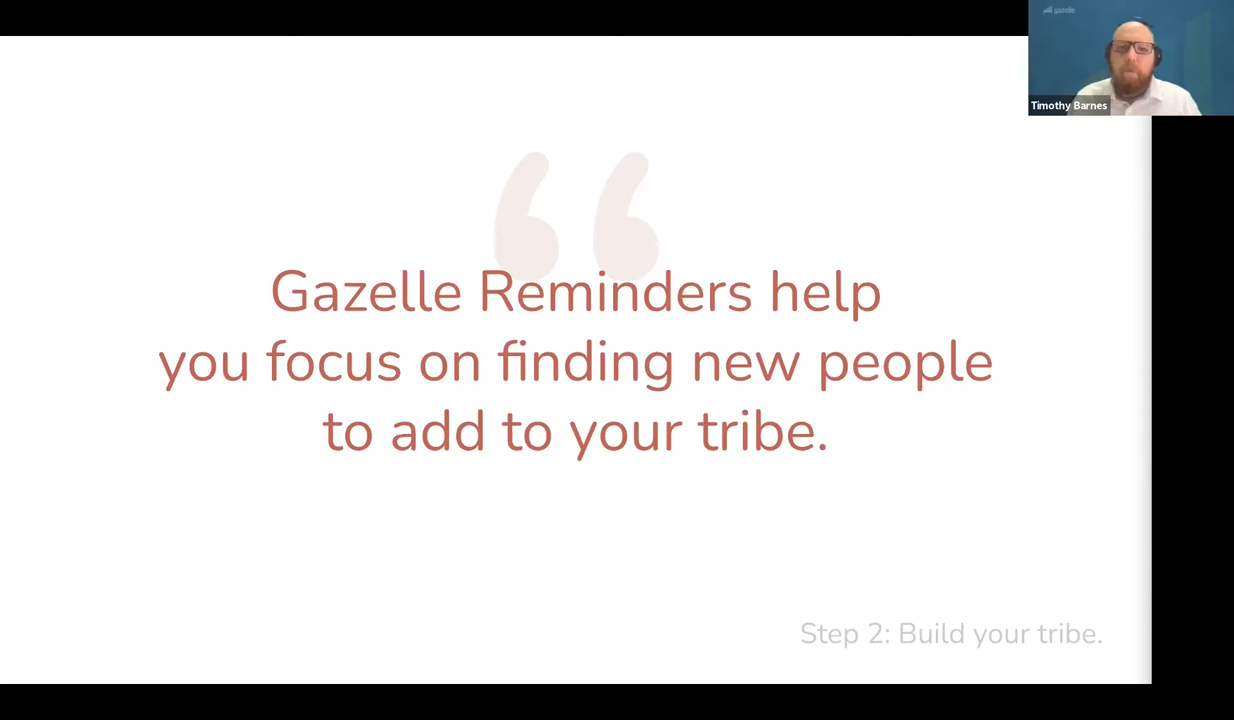 gazelle
Timothy Barnes
Gazelle Reminders help
you focus on finding new people
to add to your tribe.
Step 2: Build your tribe.